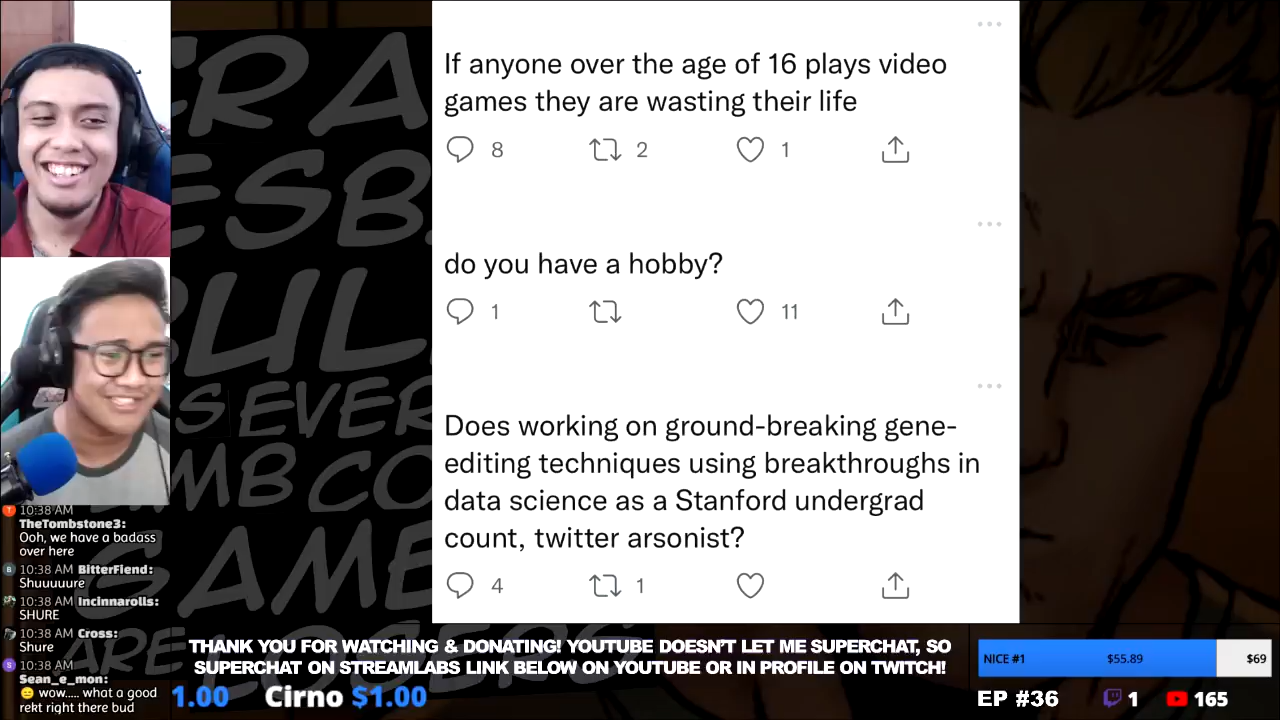 If anyone over the age of 16 plays video
games they are wasting their life
8 2 1
do you have a hobby?
1 11
Does working on ground-breaking gene-
editing techniques using breakthroughs in
data science as a Stanford undergrad
count, twitter arsonist?
4 1
10:38 AM
TheTombstone3:
Ooh, we have a badass
over here
10:38 AM BitterFiend:
Shuuuuure
10:38 AM Incinnarolls:
SHURE
10:38 AM Cross:
Shure
10:38 AM
Sean_e_mon:
wow..... what a good
rekt right there bud
THANK YOU FOR WATCHING & DONATING! YOUTUBE DOESN'T LET ME SUPERCHAT, SO
SUPERCHAT ON STREAMLABS LINK BELOW ON YOUTUBE OR IN PROFILE ON TWITCH!
1.00 Cirno $1.00
NICE #1 $55.89 $69
EP #36 1 165
EVER
GAME
ARE LOSERS